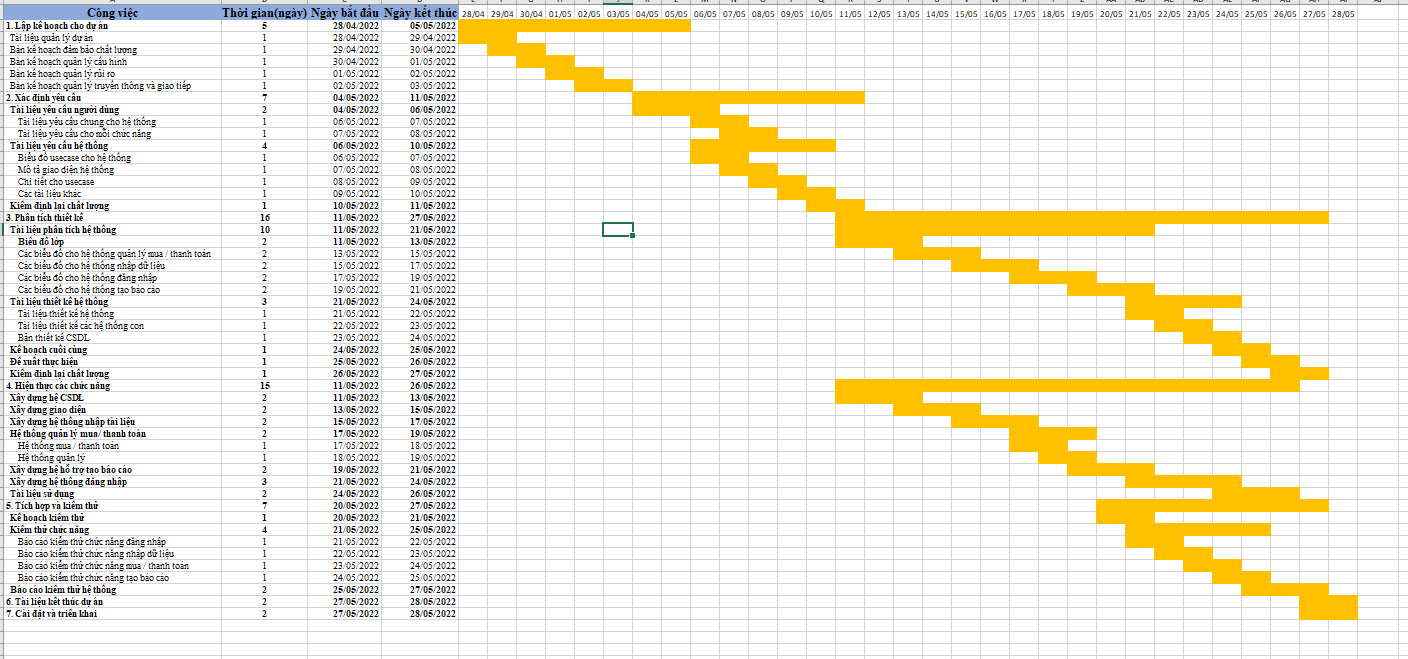 Công việc Thời gian(ngày) Ngày bắt đầu Ngày kết thúc 28/04 29/04 30/04 01/05 02/05 03/05 04/05 05/05 06/05 07/05 08/05 09/05 10/05 11/05 12/05 13/05 14/05 15/05 16/05 17/05 18/05 19/05 20/05 21/05 22/05 23/05 24/05 25/05 26/05 27/05 28/05
1. Lập kế hoạch cho dự án 5 28/04/2022 05/05/2022
Tài liệu quản lý dự án 1 28/04/2022 29/04/2022
Bản kế hoạch đảm bảo chất lượng 1 29/04/2022 30/04/2022
Bản kế hoạch quản lý cấu hình 1 30/04/2022 01/05/2022
Bản kế hoạch quản lý rủi ro 1 01/05/2022 02/05/2022
Bản kế hoạch quản lý truyền thông và giao tiếp 1 02/05/2022 03/05/2022
2. Xác định yêu cầu 7 04/05/2022 11/05/2022
Tài liệu yêu cầu người dùng 2 04/05/2022 06/05/2022
Tài liệu yêu cầu chung cho hệ thống 1 06/05/2022 07/05/2022
Tài liệu yêu cầu cho mỗi chức năng 1 07/05/2022 08/05/2022
Tài liệu yêu cầu hệ thống 4 06/05/2022 10/05/2022
Biểu đồ usecase cho hệ thống 1 06/05/2022 07/05/2022
Mô tả giao diện hệ thống 1 07/05/2022 08/05/2022
Chi tiết cho usecase 1 08/05/2022 09/05/2022
Các tài liệu khác 1 09/05/2022 10/05/2022
Kiểm định lại chất lượng 1 10/05/2022 11/05/2022
3. Phân tích thiết kế 16 11/05/2022 27/05/2022
Tài liệu phân tích hệ thống 10 11/05/2022 21/05/2022
Biểu đồ lớp 2 11/05/2022 13/05/2022
Các biểu đồ cho hệ thống quản lý mua / thanh toán 2 13/05/2022 15/05/2022
Các biểu đồ cho hệ thống nhập dữ liệu 2 15/05/2022 17/05/2022
Các biểu đồ cho hệ thống đăng nhập 2 17/05/2022 19/05/2022
Các biểu đồ cho hệ thống tạo báo cáo 2 19/05/2022 21/05/2022
Tài liệu thiết kế hệ thống 3 21/05/2022 24/05/2022
Tài liệu thiết kế hệ thống 1 21/05/2022 22/05/2022
Tài liệu thiết kế các hệ thống con 1 22/05/2022 23/05/2022
Bản thiết kế CSDL 1 23/05/2022 24/05/2022
Kế hoạch cuối cùng 1 24/05/2022 25/05/2022
Đề xuất thực hiện 1 25/05/2022 26/05/2022
Kiểm định lại chất lượng 1 26/05/2022 27/05/2022
4. Hiện thực các chức năng 15 11/05/2022 26/05/2022
Xây dựng hệ CSDL 2 11/05/2022 13/05/2022
Xây dựng giao diện 2 13/05/2022 15/05/2022
Xây dựng hệ thống nhập tài liệu 2 15/05/2022 17/05/2022
Hệ thống quản lý mua/ thanh toán 2 17/05/2022 19/05/2022
Hệ thống mua / thanh toán 1 17/05/2022 18/05/2022
Hệ thống quản lý 1 18/05/2022 19/05/2022
Xây dựng hệ hỗ trợ tạo báo cáo 2 19/05/2022 21/05/2022
Xây dựng hệ thống đăng nhập 3 21/05/2022 24/05/2022
Tài liệu sử dụng 2 24/05/2022 26/05/2022
5. Tích hợp và kiểm thử 7 20/05/2022 27/05/2022
Kế hoạch kiểm thử 1 20/05/2022 21/05/2022
Kiểm thử chức năng 4 21/05/2022 25/05/2022
Báo cáo kiểm thử chức năng đăng nhập 1 21/05/2022 22/05/2022
Báo cáo kiểm thử chức năng nhập dữ liệu 1 22/05/2022 23/05/2022
Báo cáo kiểm thử chức năng mua / thanh toán 1 23/05/2022 24/05/2022
Báo cáo kiểm thử chức năng tạo báo cáo 1 24/05/2022 25/05/2022
Báo cáo kiểm thử hệ thống 2 25/05/2022 27/05/2022
6. Tài liệu kết thúc dự án 2 27/05/2022 28/05/2022
7. Cài đặt và triển khai 2 27/05/2022 28/05/2022